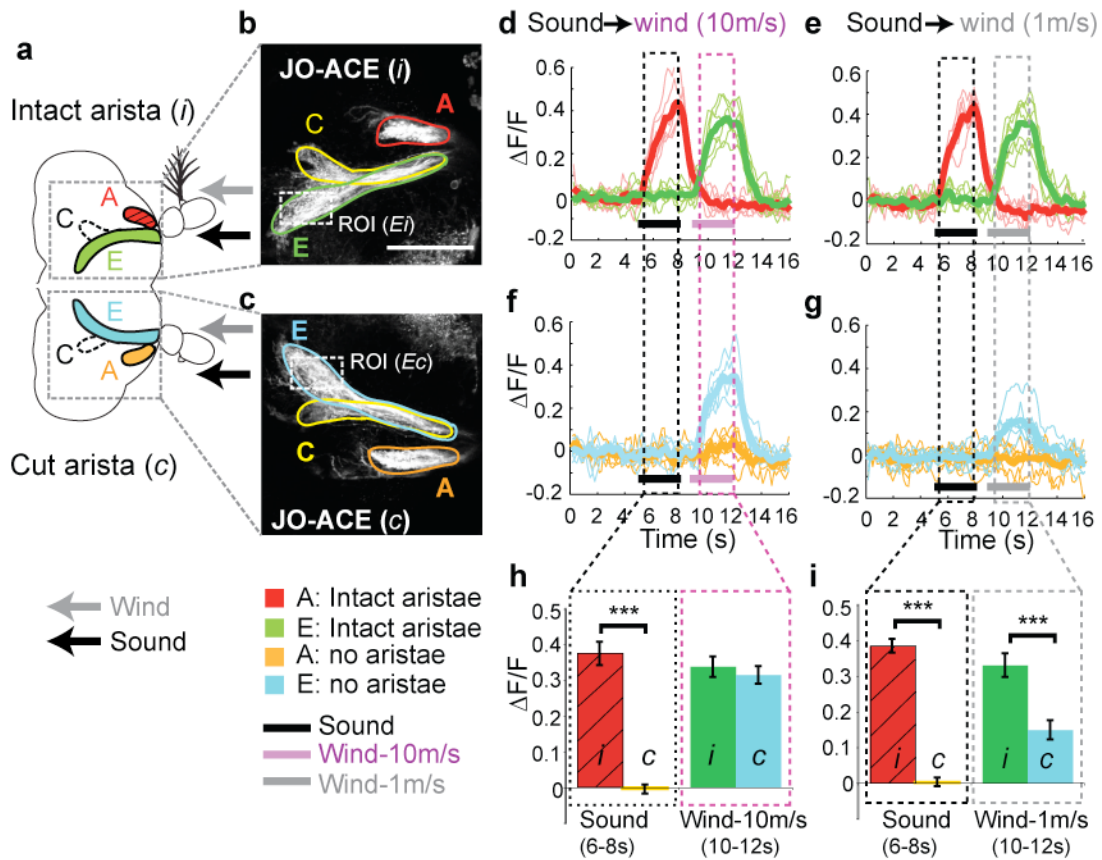 a
Intact arista (i)
A
C
E
E
C
A
Cut arista (c)
Wind
Sound
b
JO-ACE (i)
A
C
ROI (Ei)
E
c
E
ROI (Ec)
C
A
JO-ACE (c)
A: Intact aristae
E: Intact aristae
A: no aristae
E: no aristae
Sound
Wind-10m/s
Wind-1m/s
d
Sound→wind (10m/s)
ΔF/F
0.6
0.4
0.2
0
-0.2
0 2 4 6 8 10 12 14 16
e
Sound→wind (1m/s)
0.6
0.4
0.2
0
-0.2
0 2 4 6 8 10 12 14 16
f
ΔF/F
0.6
0.4
0.2
0
-0.2
0 2 4 6 8 10 12 14 16
Time (s)
g
0.6
0.4
0.2
0
-0.2
0 2 4 6 8 10 12 14 16
Time (s)
h
ΔF/F
0.5
0.4
0.3
0.2
0.1
0
***
i c i c
Sound Wind-10m/s
(6-8s) (10-12s)
i
0.5
0.4
0.3
0.2
0.1
0
*** ***
i c i c
Sound Wind-1m/s
(6-8s) (10-12s)